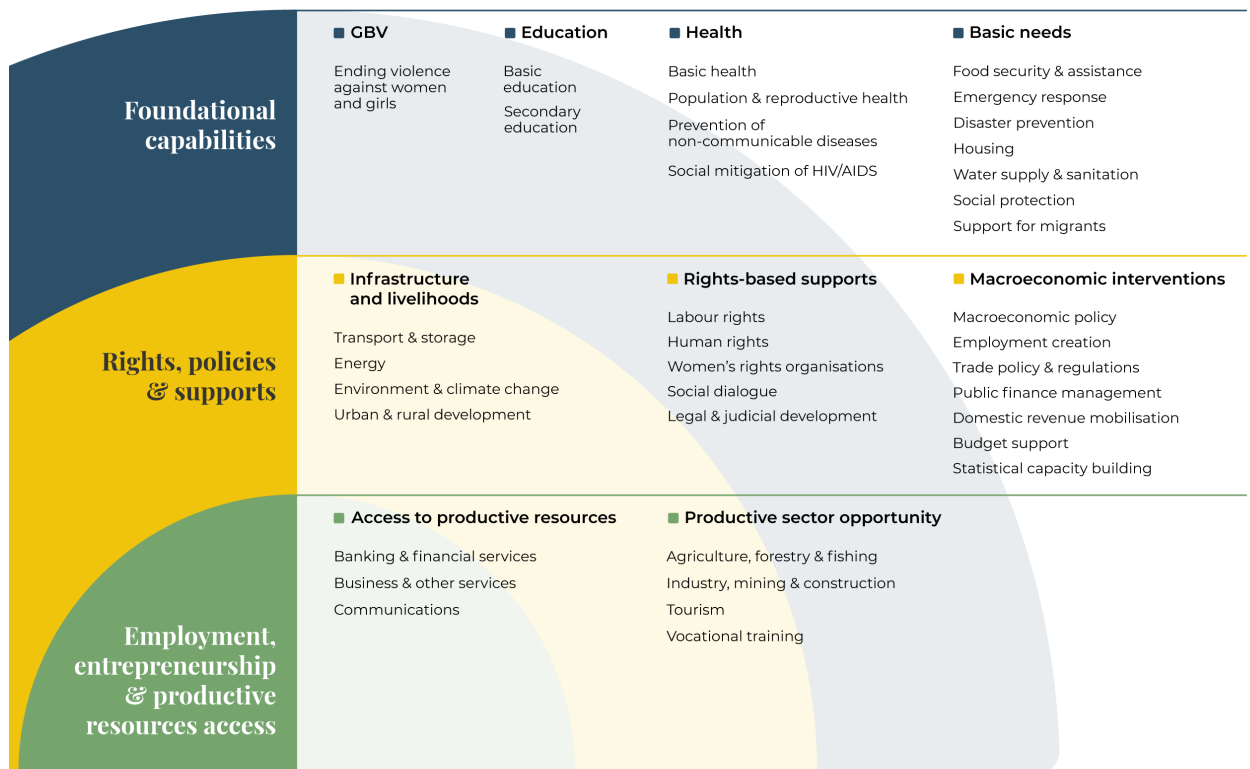 Foundational
capabilities
GBV
Ending violence
against women
and girls
Education
Basic
education
Secondary
education
Health
Basic health
Population & reproductive health
Prevention of
non-communicable diseases
Social mitigation of HIV/AIDS
Basic needs
Food security & assistance
Emergency response
Disaster prevention
Housing
Water supply & sanitation
Social protection
Support for migrants
Rights, policies
& supports
Infrastructure
and livelihoods
Transport & storage
Energy
Environment & climate change
Urban & rural development
Rights-based supports
Labour rights
Human rights
Women’s rights organisations
Social dialogue
Legal & judicial development
Macroeconomic interventions
Macroeconomic policy
Employment creation
Trade policy & regulations
Public finance management
Domestic revenue mobilisation
Budget support
Statistical capacity building
Employment,
entrepreneurship
& productive
resources access
Access to productive resources
Banking & financial services
Business & other services
Communications
Productive sector opportunity
Agriculture, forestry & fishing
Industry, mining & construction
Tourism
Vocational training